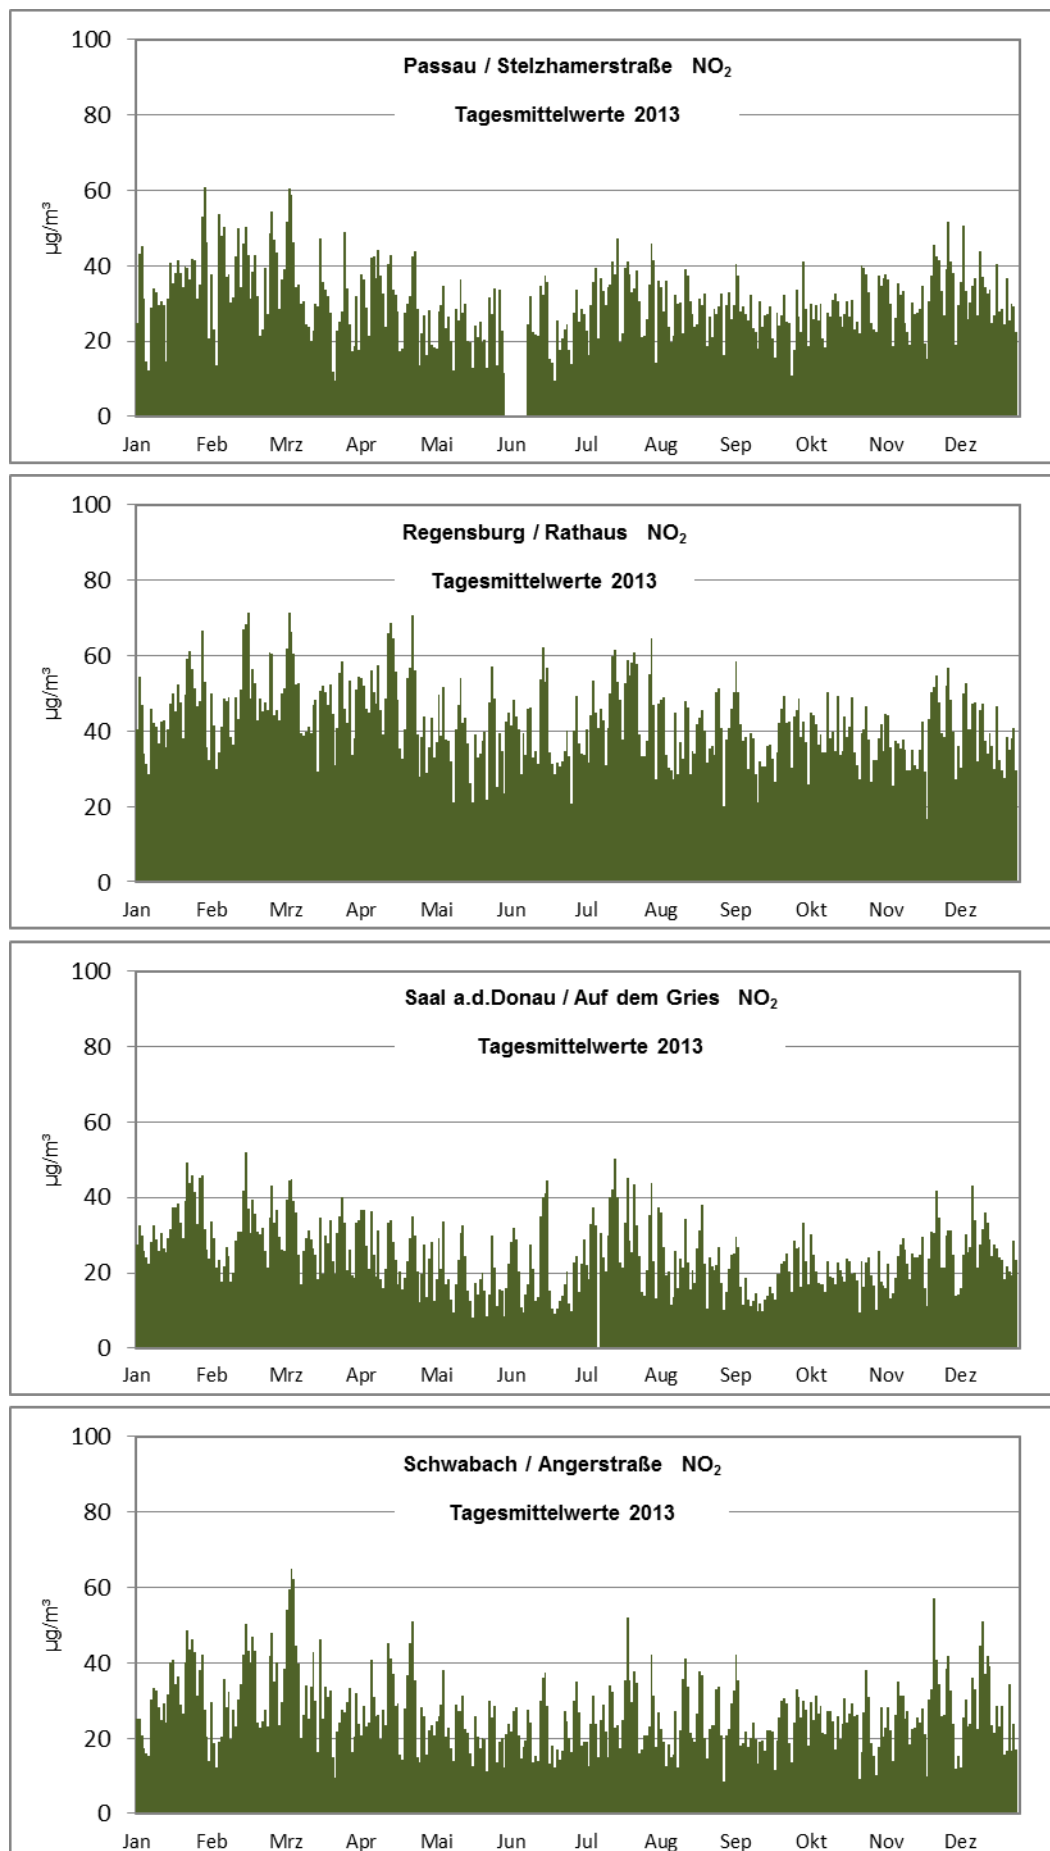 Passau / Stelzhamerstraße NO₂
Tagesmittelwerte 2013
µg/m³
100
80
60
40
20
0
Jan Feb Mrz Apr Mai Jun Jul Aug Sep Okt Nov Dez
Regensburg / Rathaus NO₂
Tagesmittelwerte 2013
µg/m³
100
80
60
40
20
0
Jan Feb Mrz Apr Mai Jun Jul Aug Sep Okt Nov Dez
Saal a.d.Donau / Auf dem Gries NO₂
Tagesmittelwerte 2013
µg/m³
100
80
60
40
20
0
Jan Feb Mrz Apr Mai Jun Jul Aug Sep Okt Nov Dez
Schwabach / Angerstraße NO₂
Tagesmittelwerte 2013
µg/m³
100
80
60
40
20
0
Jan Feb Mrz Apr Mai Jun Jul Aug Sep Okt Nov Dez